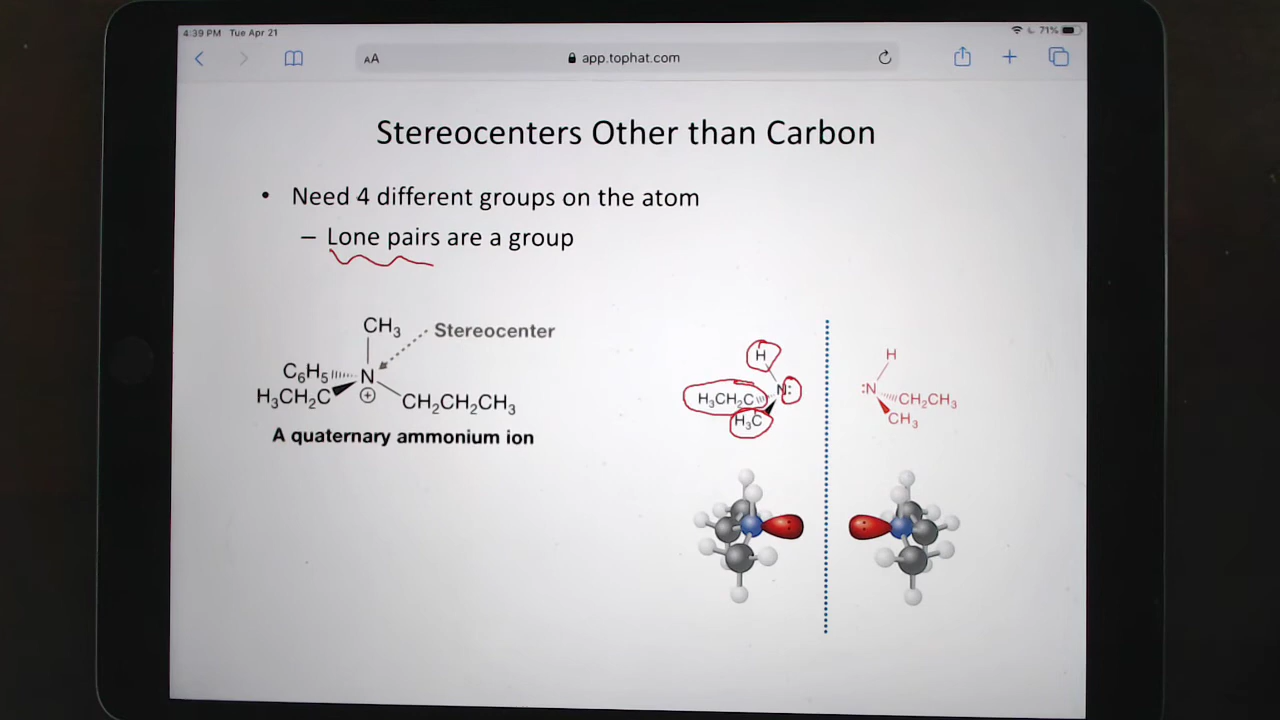 4:39 PM Tue Apr 21
71%
AA
app.tophat.com
Stereocenters Other than Carbon
• Need 4 different groups on the atom
– Lone pairs are a group
CH₃
Stereocenter
C₆H₅
N
H₃CH₂C
⊕
CH₂CH₂CH₃
A quaternary ammonium ion
H
N:
H₃CH₂C
H₃C
H
:N
CH₂CH₃
CH₃